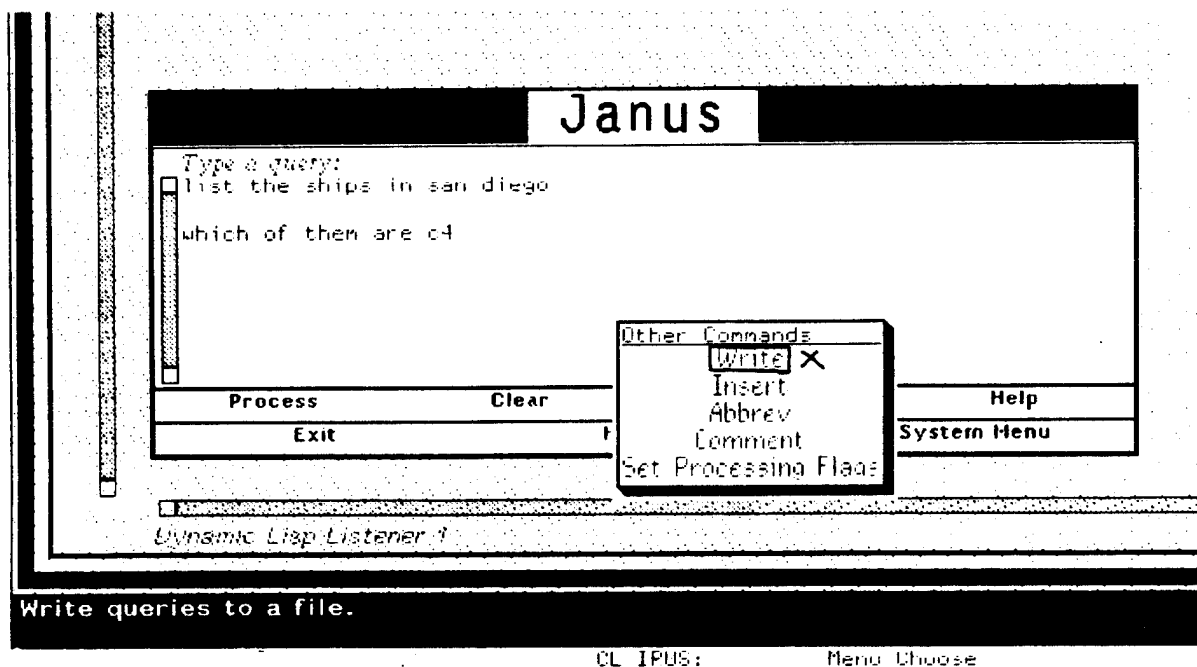 Janus
Type a query:
list the ships in san diego
which of them are c4
Other Commands
Write
Insert
Abbrev
Comment
Set Processing Flags
Process Clear Help
Exit System Menu
Dynamic Lisp Listener 1
Write queries to a file.
CL Menu Choose